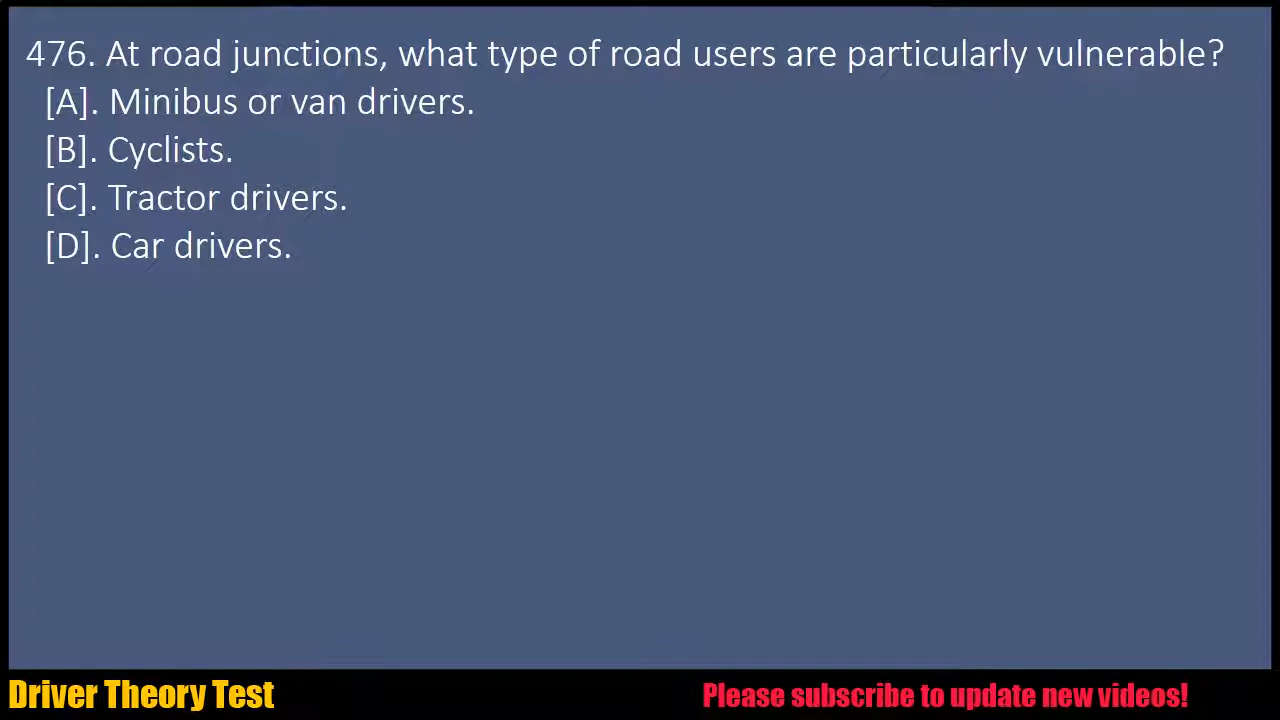 476. At road junctions, what type of road users are particularly vulnerable?
[A]. Minibus or van drivers.
[B]. Cyclists.
[C]. Tractor drivers.
[D]. Car drivers.
Driver Theory Test
Please subscribe to update new videos!